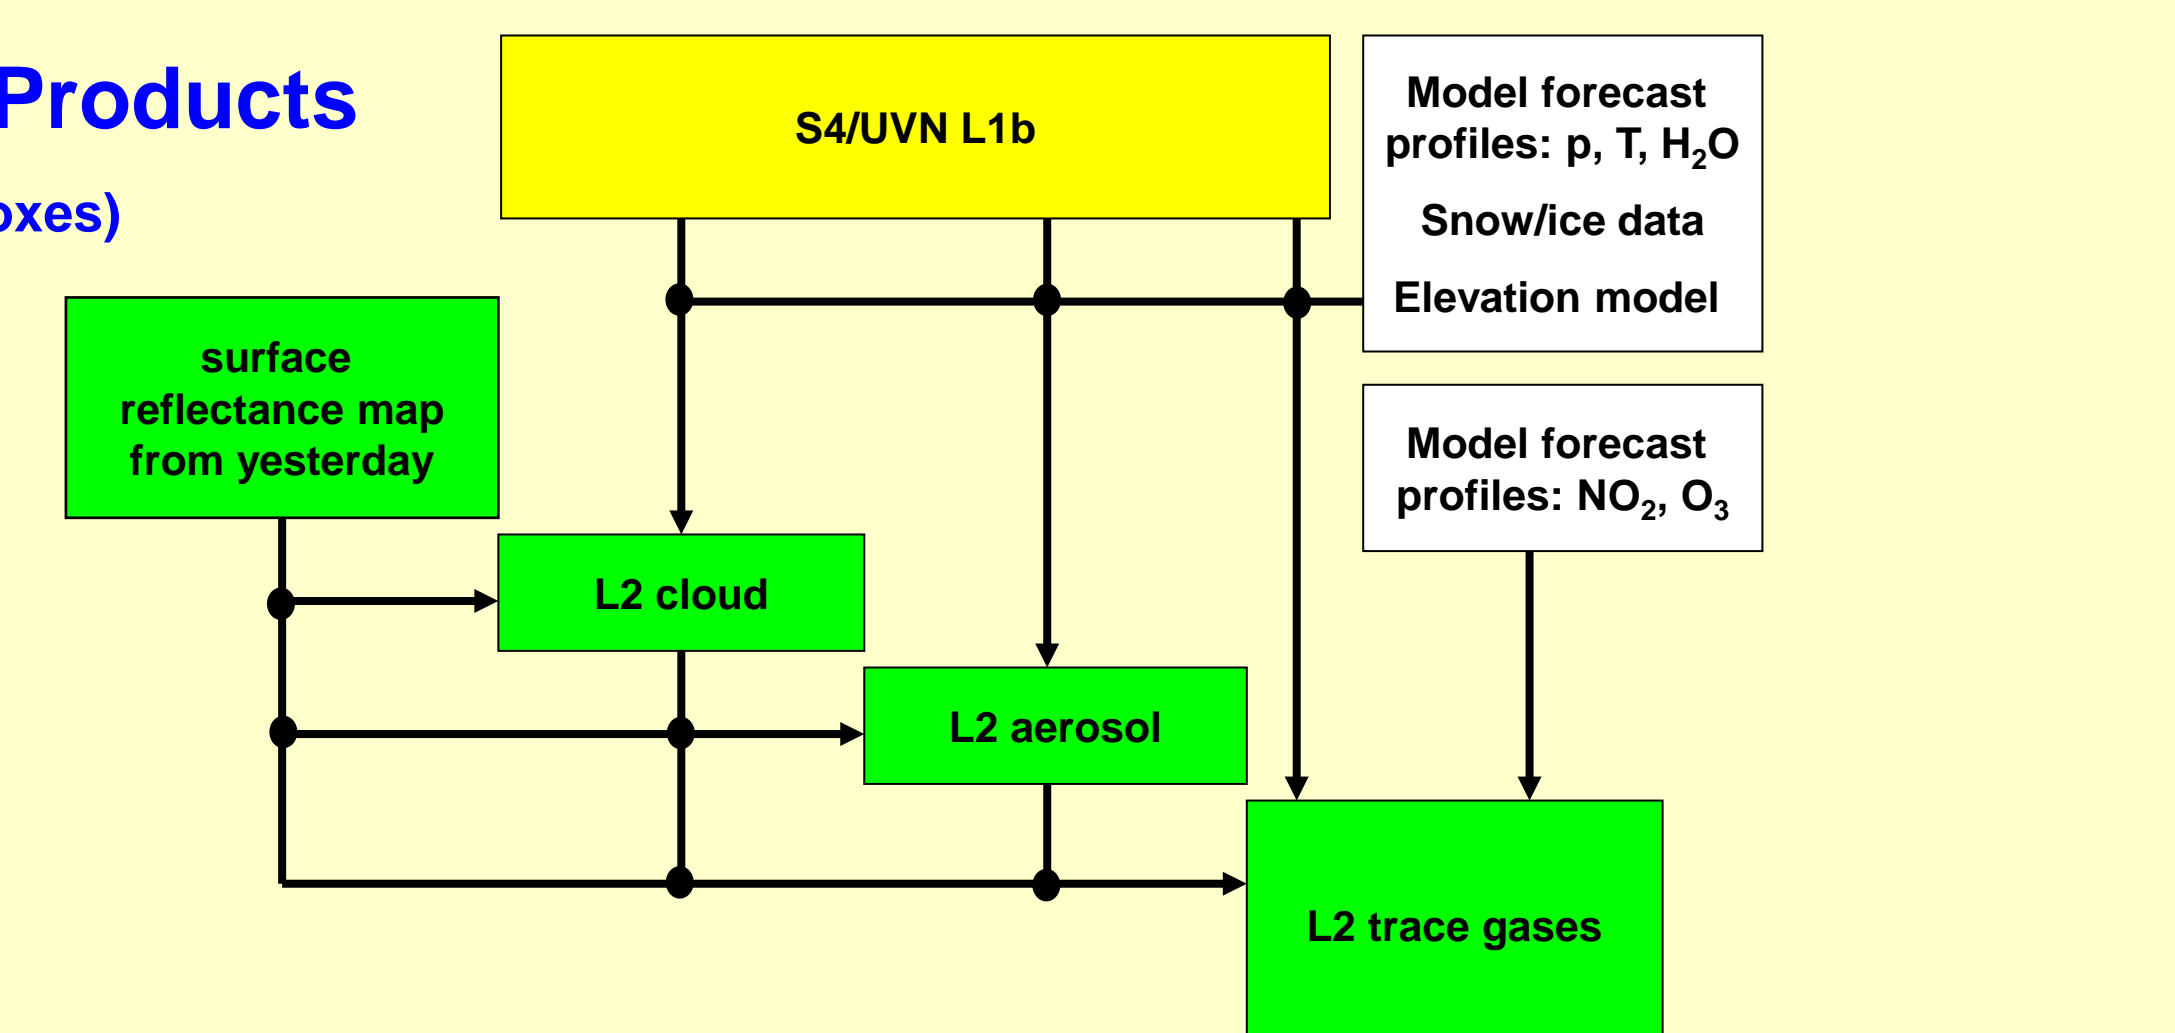 Products
oxes)
S4/UVN L1b
Model forecast
profiles: p, T, H₂O
Snow/ice data
Elevation model
surface
reflectance map
from yesterday
Model forecast
profiles: NO₂, O₃
L2 cloud
L2 aerosol
L2 trace gases